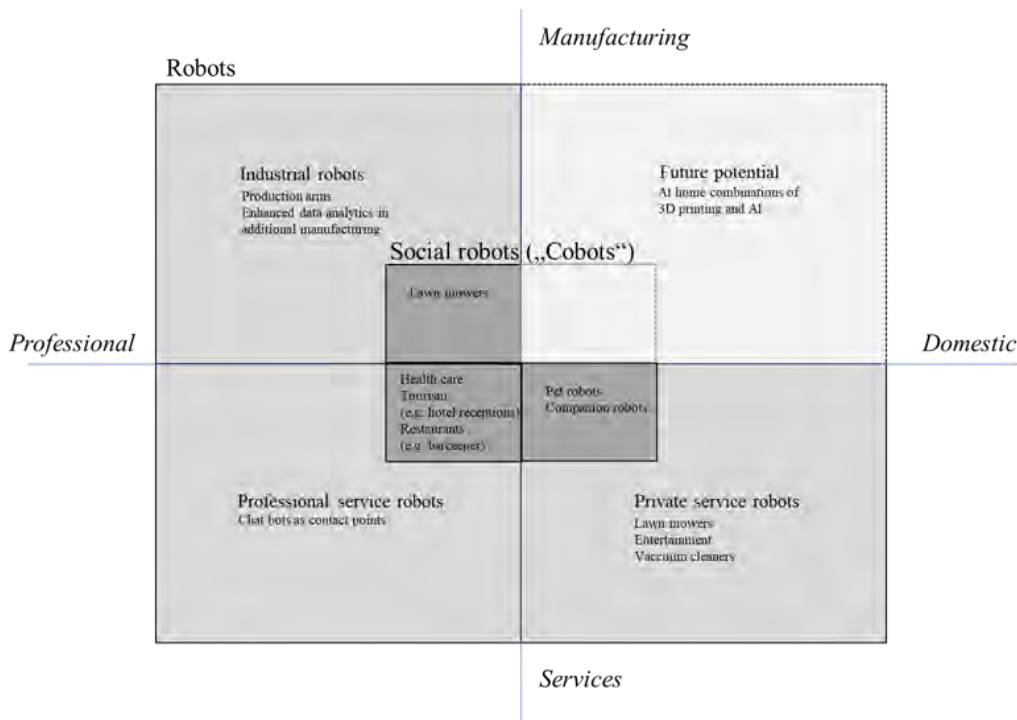 Manufacturing
Robots
Industrial robots
Production arms
Enhanced data analytics in
additional manufacturing
Future potential
At home combinations of
3D printing and AI
Social robots („Cobots“)
Lawn mowers
Professional
Domestic
Health care
Tourism
(e.g. hotel receptions)
Restaurants
(e.g. barkeeper)
Pet robots
Companion robots
Professional service robots
Chat bots as contact points
Private service robots
Lawn mowers
Entertainment
Vaccuum cleaners
Services